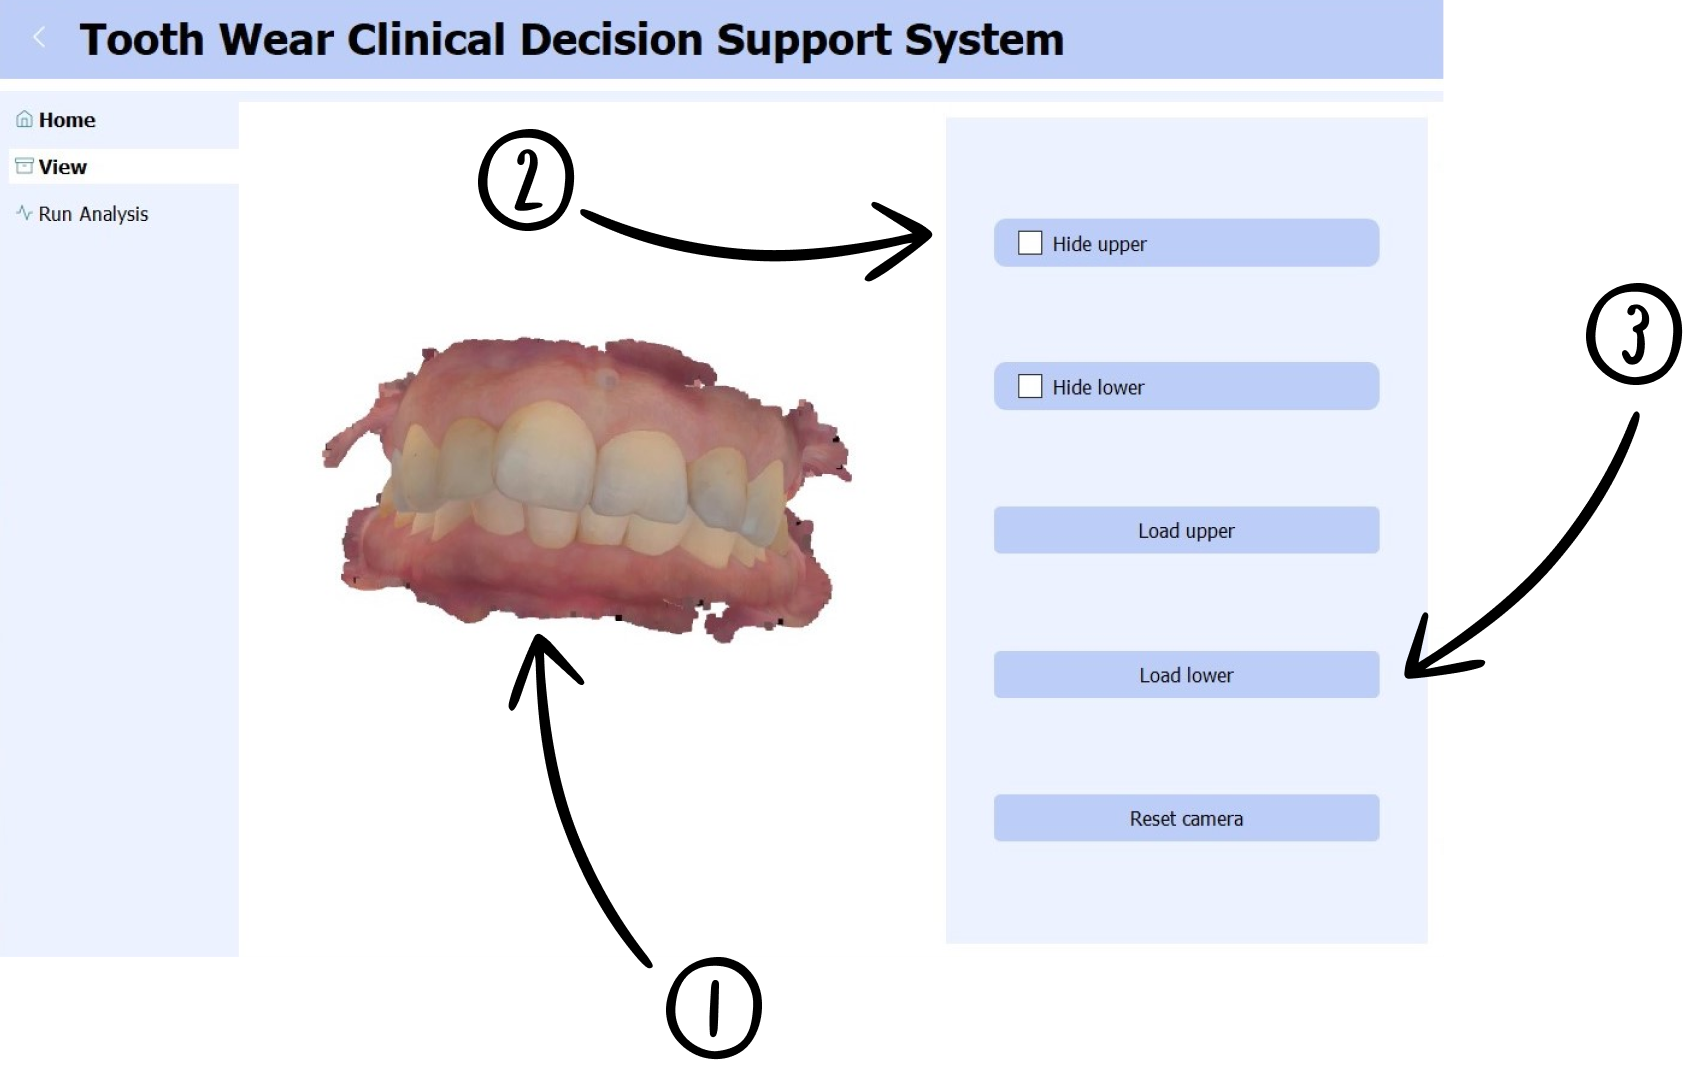 Tooth Wear Clinical Decision Support System
Home
View
Run Analysis
2
Hide upper
3
Hide lower
Load upper
Load lower
Reset camera
1